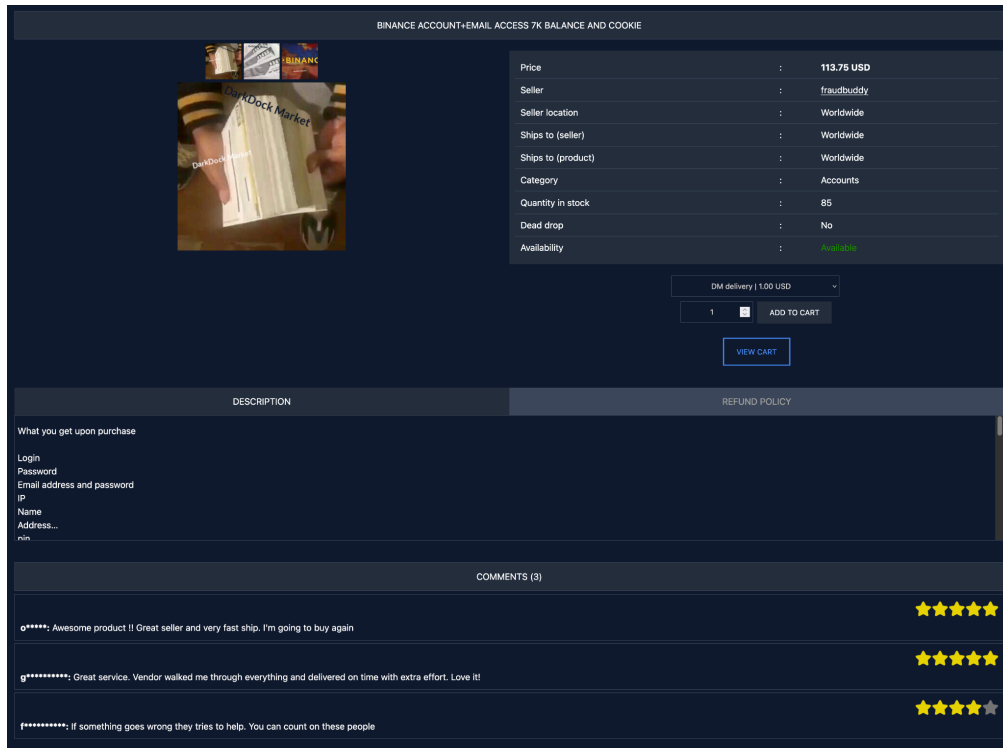 BINANCE ACCOUNT+EMAIL ACCESS 7K BALANCE AND COOKIE
BINANC
DarkDock Market
DarkDock Market
Price : 113.75 USD
Seller : fraudbuddy
Seller location : Worldwide
Ships to (seller) : Worldwide
Ships to (product) : Worldwide
Category : Accounts
Quantity in stock : 85
Dead drop : No
Availability : Available
DM delivery | 1.00 USD
1 ADD TO CART
VIEW CART
DESCRIPTION REFUND POLICY
What you get upon purchase
Login
Password
Email address and password
IP
Name
Address...
pin
COMMENTS (3)
o*****: Awesome product !! Great seller and very fast ship. I'm going to buy again
g**********: Great service. Vendor walked me through everything and delivered on time with extra effort. Love it!
f**********: If something goes wrong they tries to help. You can count on these people